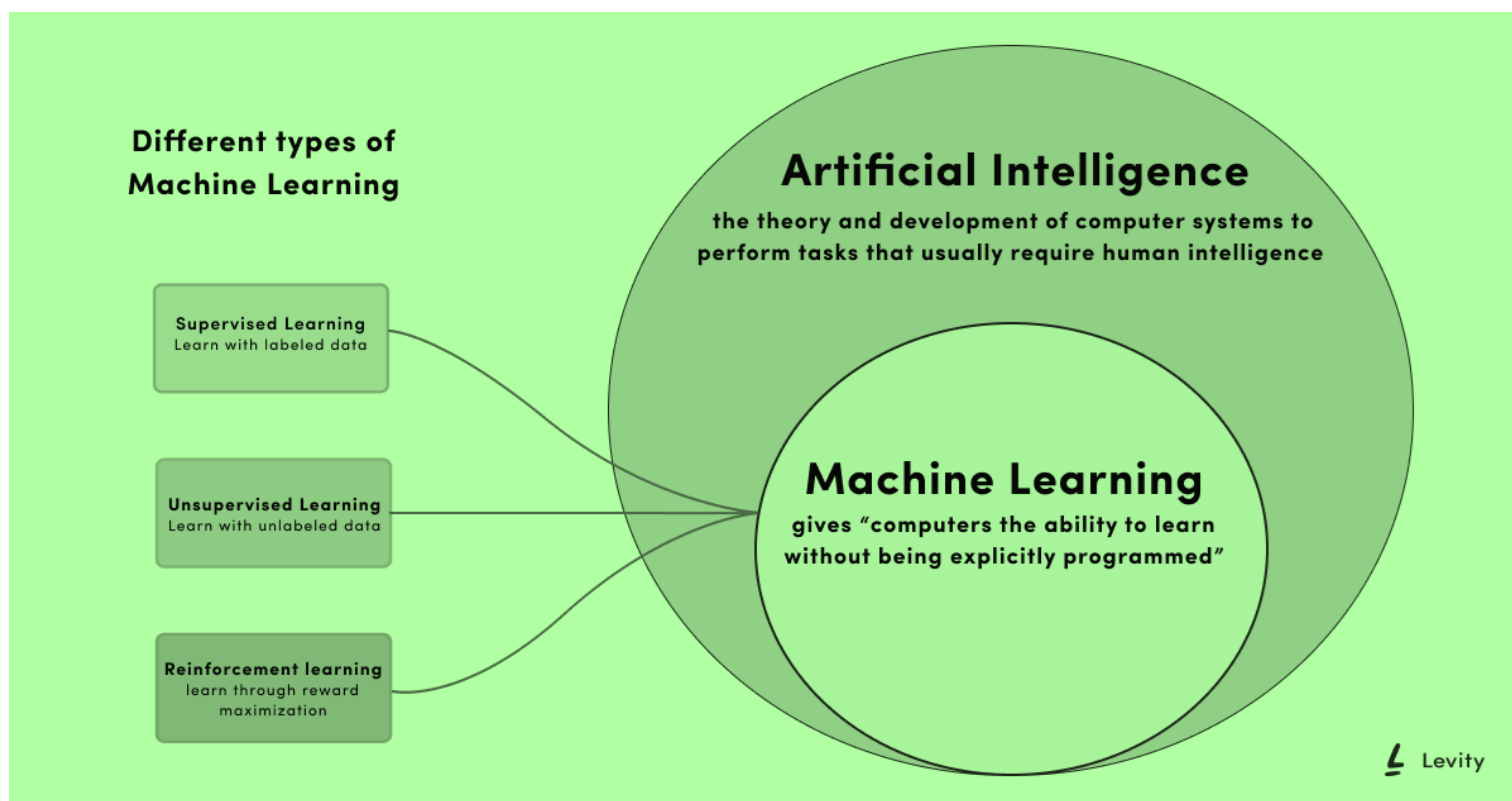 Different types of
Machine Learning
Supervised Learning
Learn with labeled data
Unsupervised Learning
Learn with unlabeled data
Reinforcement learning
learn through reward
maximization
Artificial Intelligence
the theory and development of computer systems to
perform tasks that usually require human intelligence
Machine Learning
gives “computers the ability to learn
without being explicitly programmed”
Levity